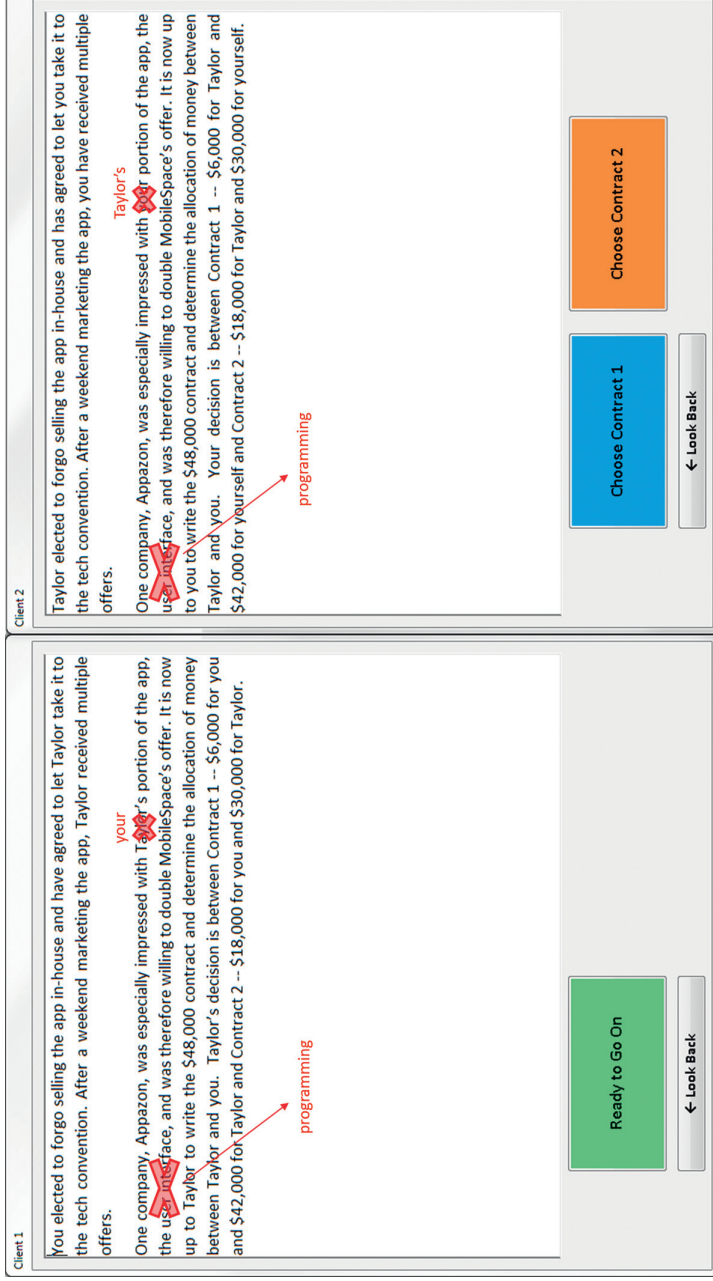 Client 1
You elected to forgo selling the app in-house and have agreed to let Taylor take it to
the tech convention. After a weekend marketing the app, Taylor received multiple
offers.
your
One company, Appazon, was especially impressed with Taylor's portion of the app,
the user interface, and was therefore willing to double MobileSpace's offer. It is now
up to Taylor to write the $48,000 contract and determine the allocation of money
between Taylor and you. Taylor's decision is between Contract 1 -- $6,000 for you
and $42,000 for Taylor and Contract 2 -- $18,000 for you and $30,000 for Taylor.
programming
Ready to Go On
← Look Back
Client 2
Taylor elected to forgo selling the app in-house and has agreed to let you take it to
the tech convention. After a weekend marketing the app, you have received multiple
offers.
Taylor's
One company, Appazon, was especially impressed with your portion of the app, the
user interface, and was therefore willing to double MobileSpace's offer. It is now up
to you to write the $48,000 contract and determine the allocation of money between
Taylor and you. Your decision is between Contract 1 -- $6,000 for Taylor and
$42,000 for yourself and Contract 2 -- $18,000 for Taylor and $30,000 for yourself.
programming
Choose Contract 1
Choose Contract 2
← Look Back